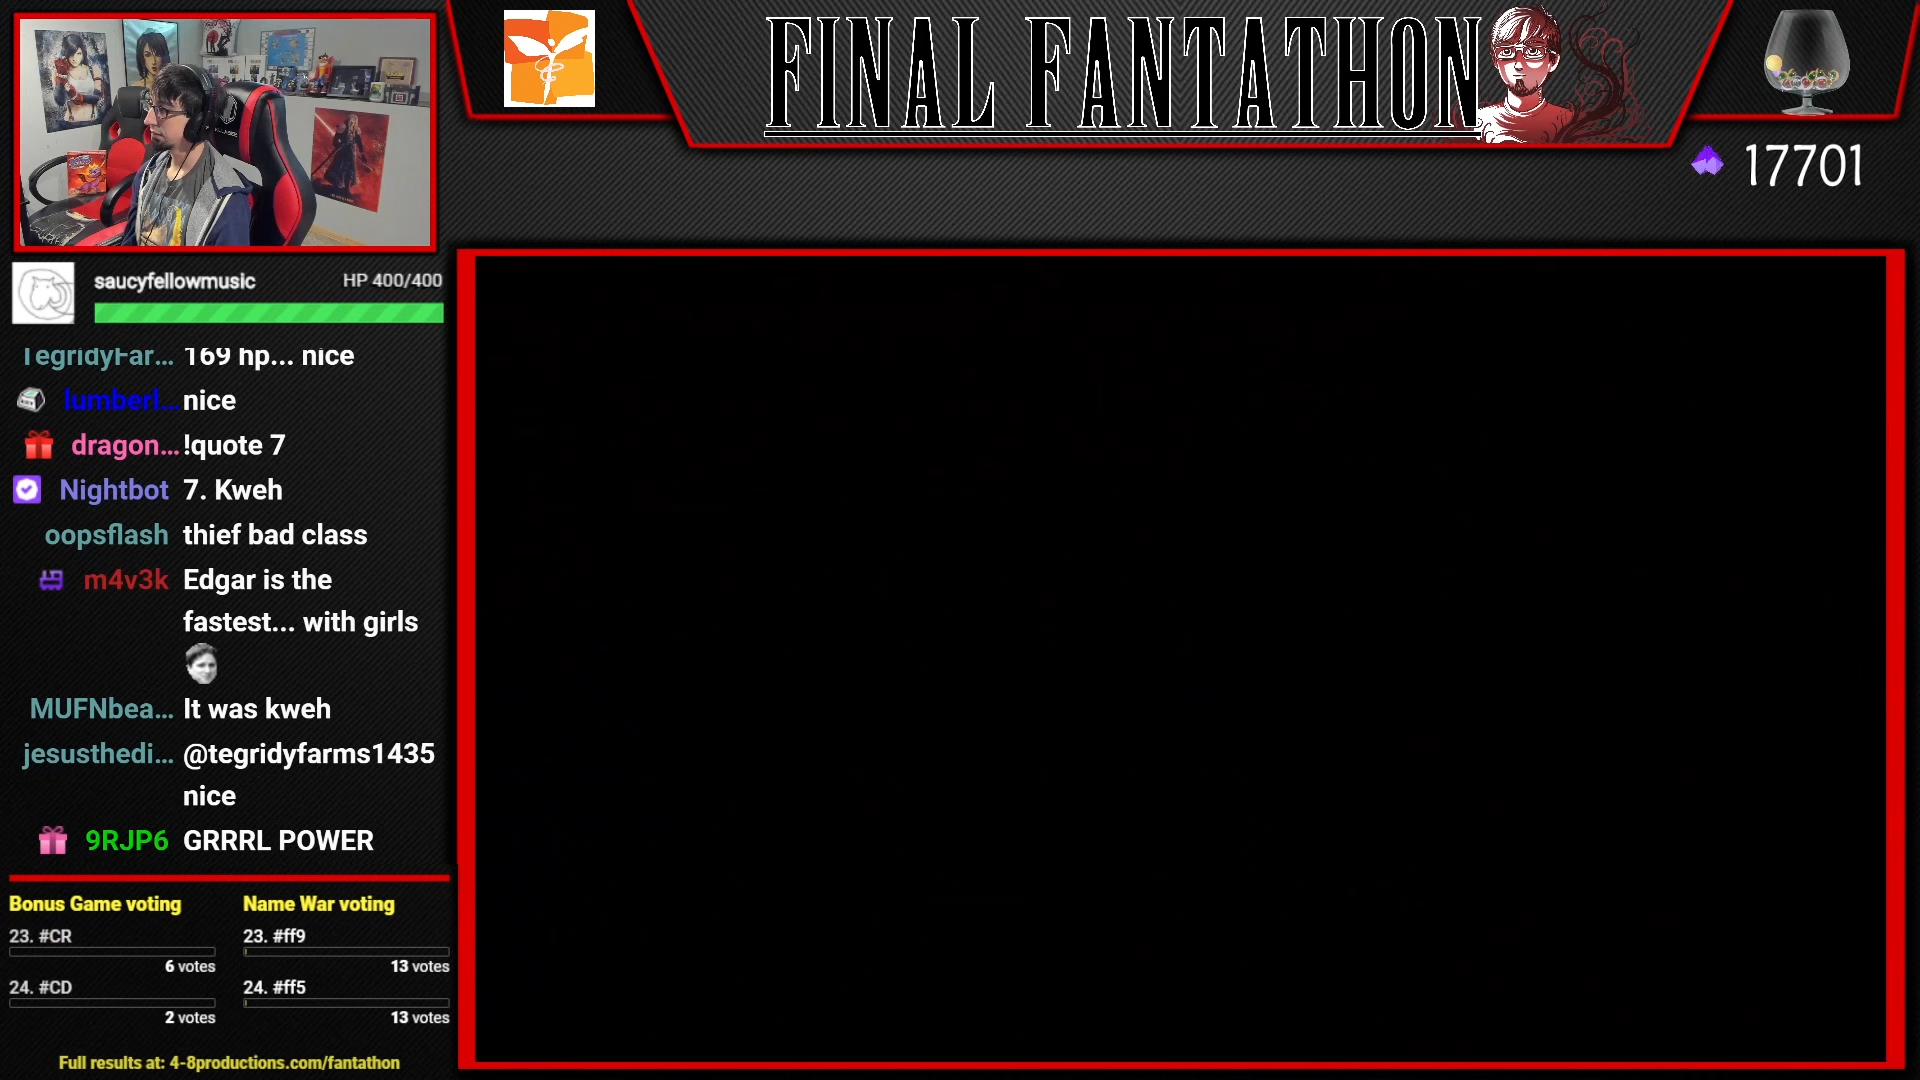 FINAL FANTATHON
17701
saucyfellowmusic HP 400/400
TegridyFar... 169 hp... nice
lumberl... nice
dragon... !quote 7
Nightbot 7. Kweh
oopsflash thief bad class
m4v3k Edgar is the
fastest... with girls
MUFNbea... It was kweh
jesusthedi... @tegridyfarms1435
nice
9RJP6 GRRRL POWER
Bonus Game voting
23. #CR
6 votes
24. #CD
2 votes
Name War voting
23. #ff9
13 votes
24. #ff5
13 votes
Full results at: 4-8productions.com/fantathon